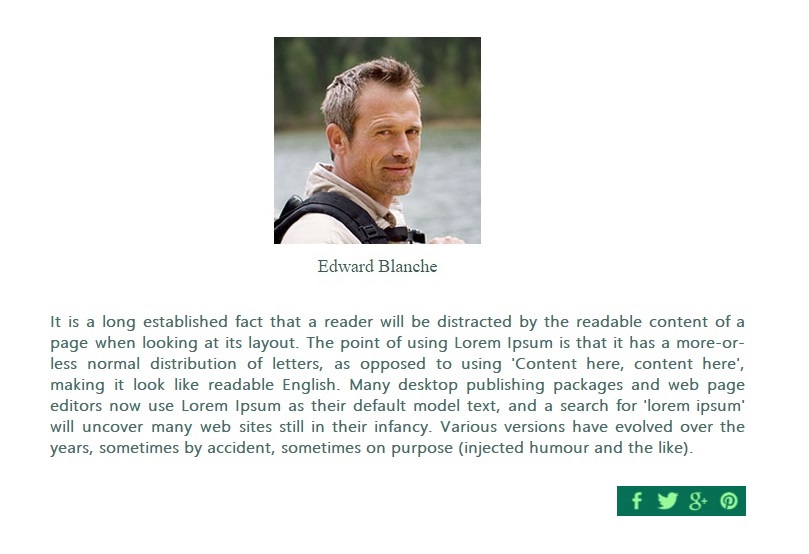 Edward Blanche
It is a long established fact that a reader will be distracted by the readable content of a
page when looking at its layout. The point of using Lorem Ipsum is that it has a more-or-
less normal distribution of letters, as opposed to using 'Content here, content here',
making it look like readable English. Many desktop publishing packages and web page
editors now use Lorem Ipsum as their default model text, and a search for 'lorem ipsum'
will uncover many web sites still in their infancy. Various versions have evolved over the
years, sometimes by accident, sometimes on purpose (injected humour and the like).